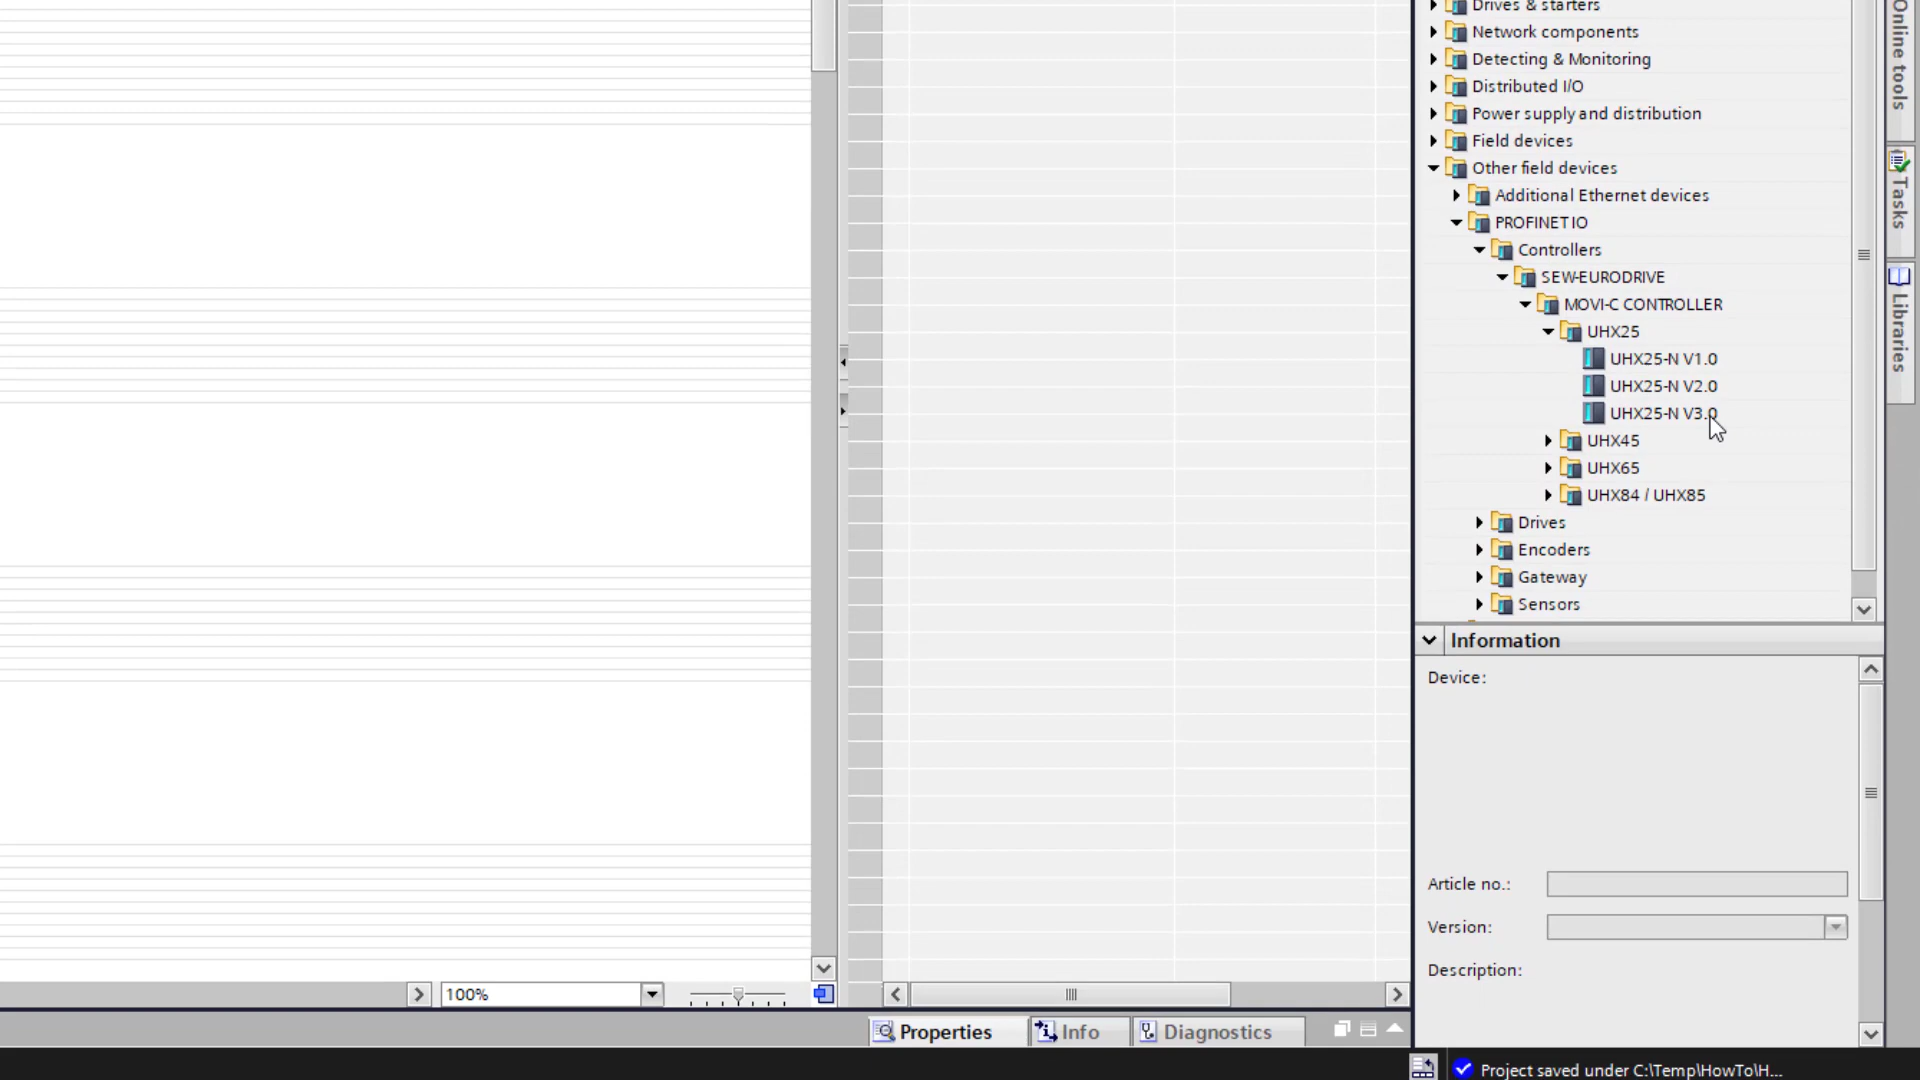 Drives & starters
Network components
Detecting & Monitoring
Distributed I/O
Power supply and distribution
Field devices
Other field devices
Additional Ethernet devices
PROFINET IO
Controllers
SEW-EURODRIVE
MOVI-C CONTROLLER
UHX25
UHX25-N V1.0
UHX25-N V2.0
UHX25-N V3.0
UHX45
UHX65
UHX84 / UHX85
Drives
Encoders
Gateway
Sensors
Online tools
Tasks
Libraries
Information
Device:
Article no.:
Version:
Description:
100%
Properties
Info
Diagnostics
Project saved under C:\Temp\HowTo\H...